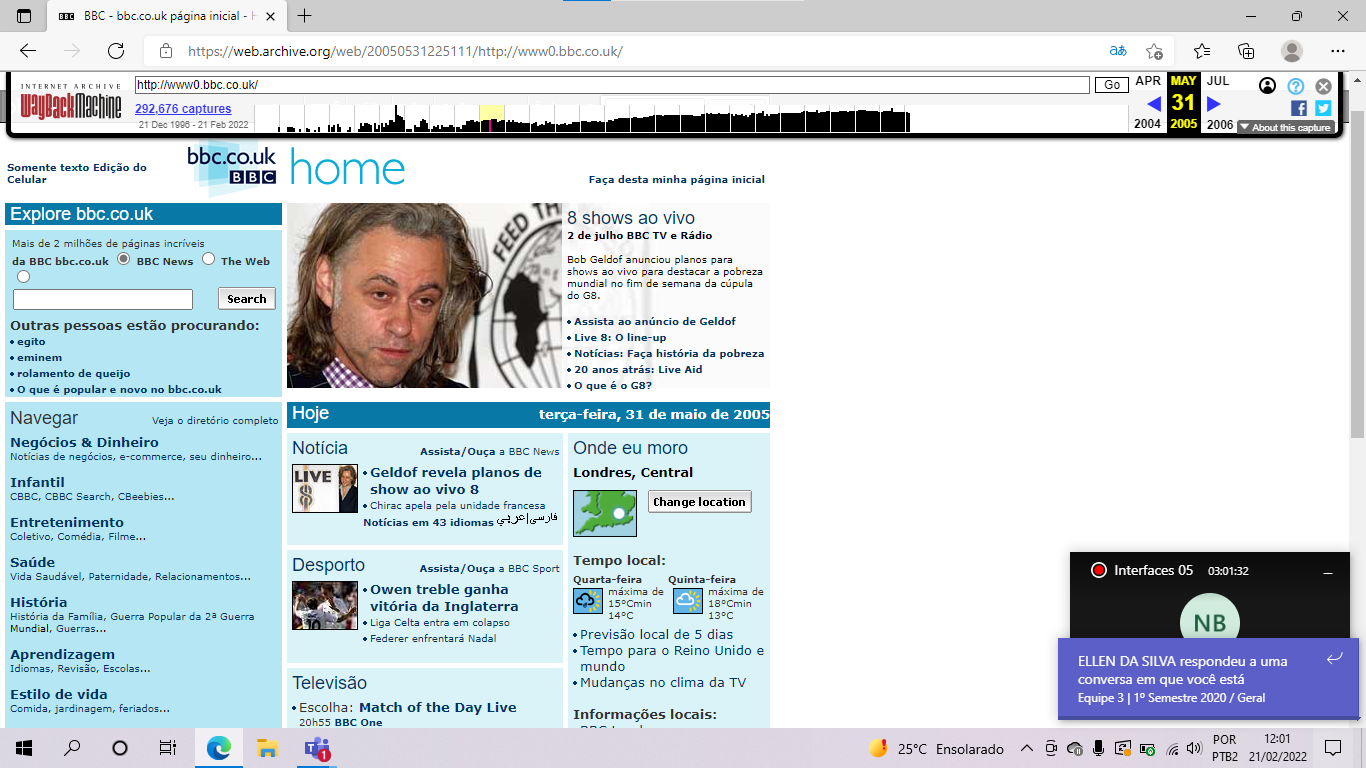 BBC - bbc.co.uk página inicial - H
https://web.archive.org/web/20050531225111/http://www0.bbc.co.uk/
INTERNET ARCHIVE
WayBackMachine
http://www0.bbc.co.uk/
Go
APR
MAY
JUL
292,676 captures
31
21 Dec 1996 - 21 Feb 2022
2004
2005
2006
About this capture
Somente texto Edição do
Celular
bbc.co.uk
BBC
home
Faça desta minha página inicial
Explore bbc.co.uk
Mais de 2 milhões de páginas incríveis
da BBC bbc.co.uk
BBC News
The Web
Search
Outras pessoas estão procurando:
egito
eminem
rolamento de queijo
O que é popular e novo no bbc.co.uk
FEED THE
8 shows ao vivo
2 de julho BBC TV e Rádio
Bob Geldof anunciou planos para
shows ao vivo para destacar a pobreza
mundial no fim de semana da cúpula
do G8.
Assista ao anúncio de Geldof
Live 8: O line-up
Notícias: Faça história da pobreza
20 anos atrás: Live Aid
O que é o G8?
Navegar
Veja o diretório completo
Negócios & Dinheiro
Notícias de negócios, e-commerce, seu dinheiro...
Infantil
CBBC, CBBC Search, CBeebies...
Entretenimento
Coletivo, Comédia, Filme...
Saúde
Vida Saudável, Paternidade, Relacionamentos...
História
História da Família, Guerra Popular da 2ª Guerra
Mundial, Guerras...
Aprendizagem
Idiomas, Revisão, Escolas...
Estilo de vida
Comida, jardinagem, feriados...
Hoje
terça-feira, 31 de maio de 2005
Notícia
Assista/Ouça a BBC News
LIVE
8
Geldof revela planos de
show ao vivo 8
Chirac apela pela unidade francesa
Notícias em 43 idiomas عربي|فارسی
Desporto
Assista/Ouça a BBC Sport
Owen treble ganha
vitória da Inglaterra
Liga Celta entra em colapso
Federer enfrentará Nadal
Televisão
Escolha: Match of the Day Live
20h55 BBC One
Onde eu moro
Londres, Central
Change location
Tempo local:
Quarta-feira
máxima de
15°Cmin
14°C
Quinta-feira
máxima de
18°Cmin
13°C
Previsão local de 5 dias
Tempo para o Reino Unido e
mundo
Mudanças no clima da TV
Informações locais:
Interfaces 05
03:01:32
NB
ELLEN DA SILVA respondeu a uma
conversa em que você está
Equipe 3 | 1º Semestre 2020 / Geral
1
25°C Ensolarado
POR
PTB2
12:01
21/02/2022